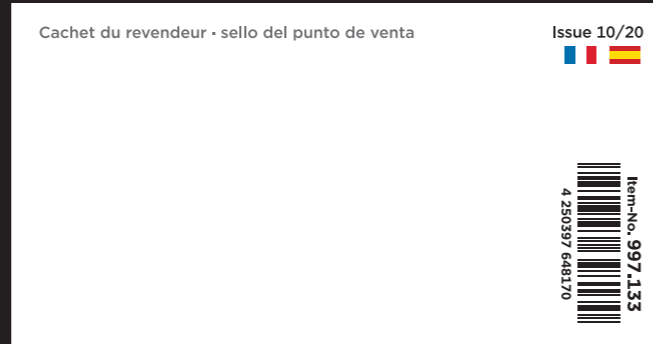 Cachet du revendeur · sello del punto de venta
Issue 10/20
Item-No. 997.133
4 250397 648170